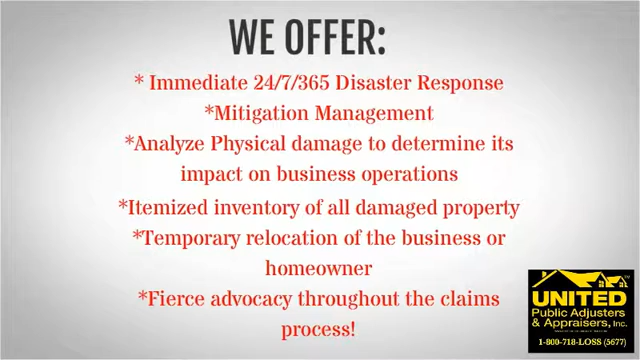 WE OFFER:
* Immediate 24/7/365 Disaster Response
*Mitigation Management
*Analyze Physical damage to determine its
impact on business operations
*Itemized inventory of all damaged property
*Temporary relocation of the business or
homeowner
*Fierce advocacy throughout the claims
process!
UNITED
Public Adjusters
& Appraisers, Inc.
1-800-718-LOSS (5677)